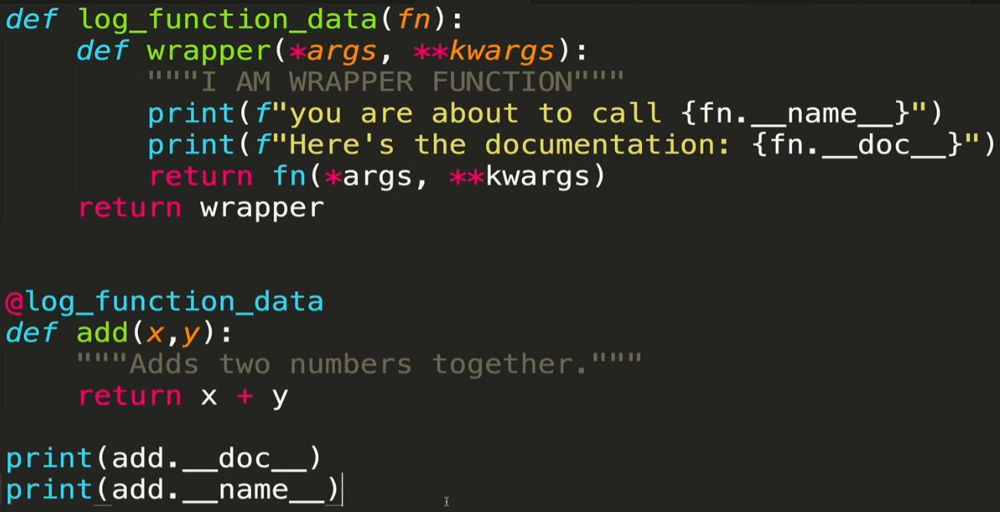 def log_function_data(fn):
    def wrapper(*args, **kwargs):
        """I AM WRAPPER FUNCTION"""
        print(f"you are about to call {fn.__name__}")
        print(f"Here's the documentation: {fn.__doc__}")
        return fn(*args, **kwargs)
    return wrapper
@log_function_data
def add(x,y):
    """Adds two numbers together."""
    return x + y
print(add.__doc__)
print(add.__name__)